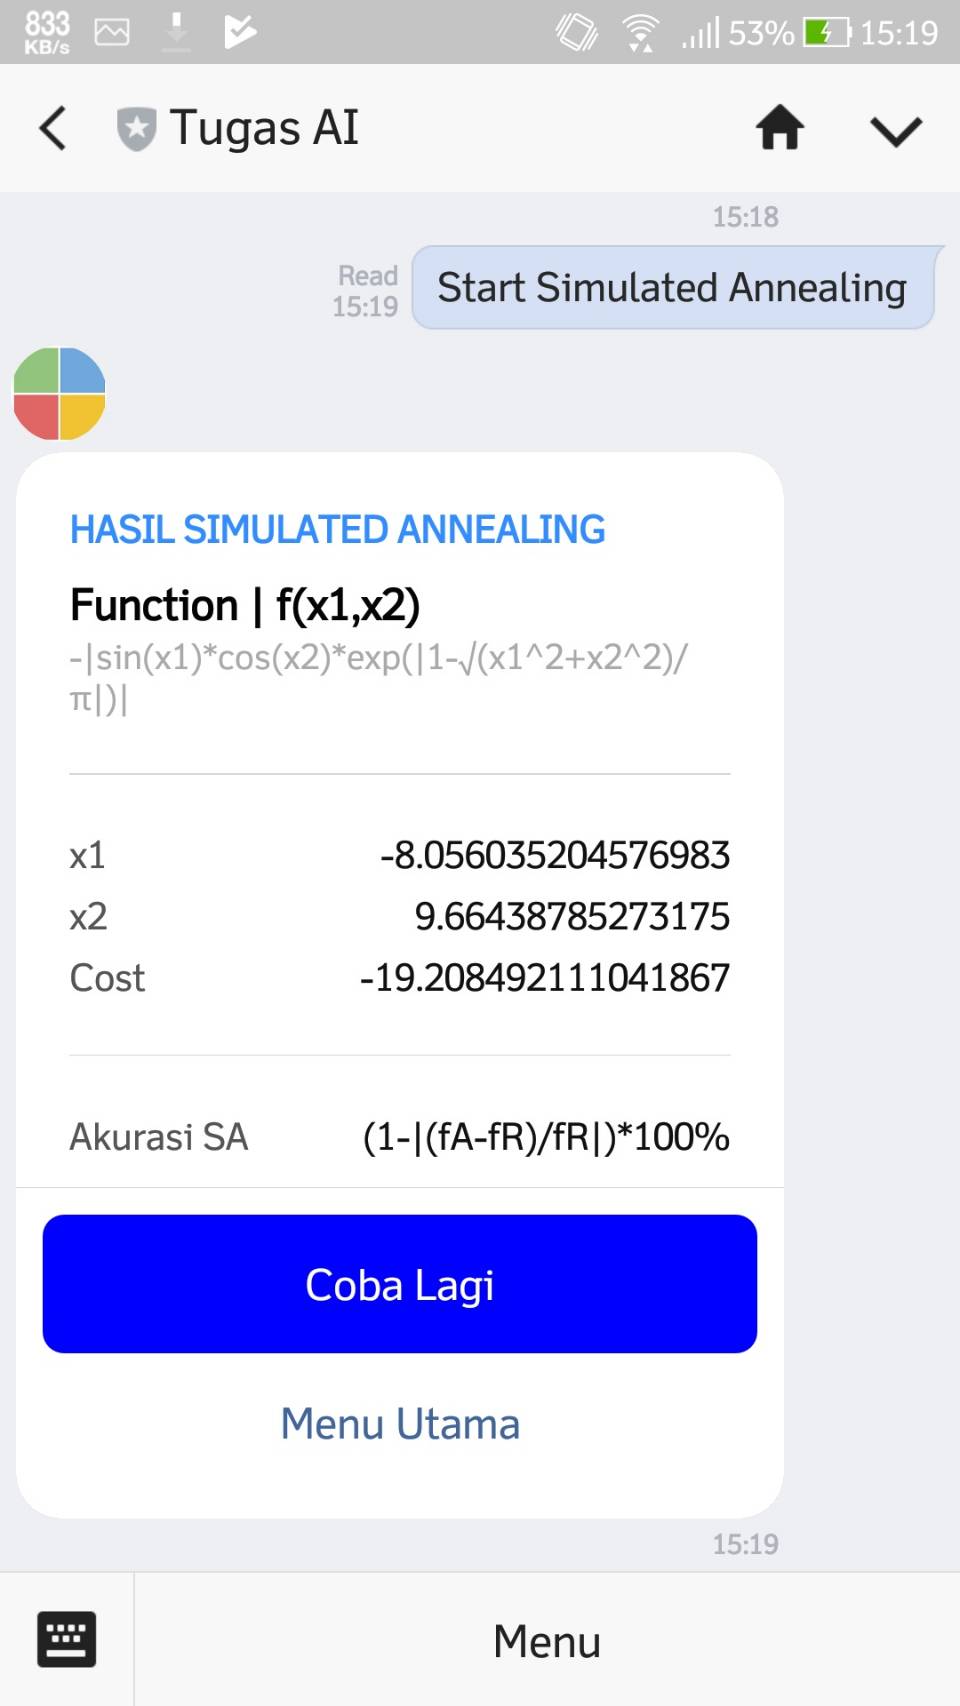 833
KB/s
53%
15:19
Tugas AI
15:18
Read
15:19
Start Simulated Annealing
HASIL SIMULATED ANNEALING
Function | f(x1,x2)
-|sin(x1)*cos(x2)*exp(|1-√(x1^2+x2^2)/
π|)|
x1 -8.056035204576983
x2 9.66438785273175
Cost -19.208492111041867
Akurasi SA (1-|(fA-fR)/fR|)*100%
Coba Lagi
Menu Utama
15:19
Menu